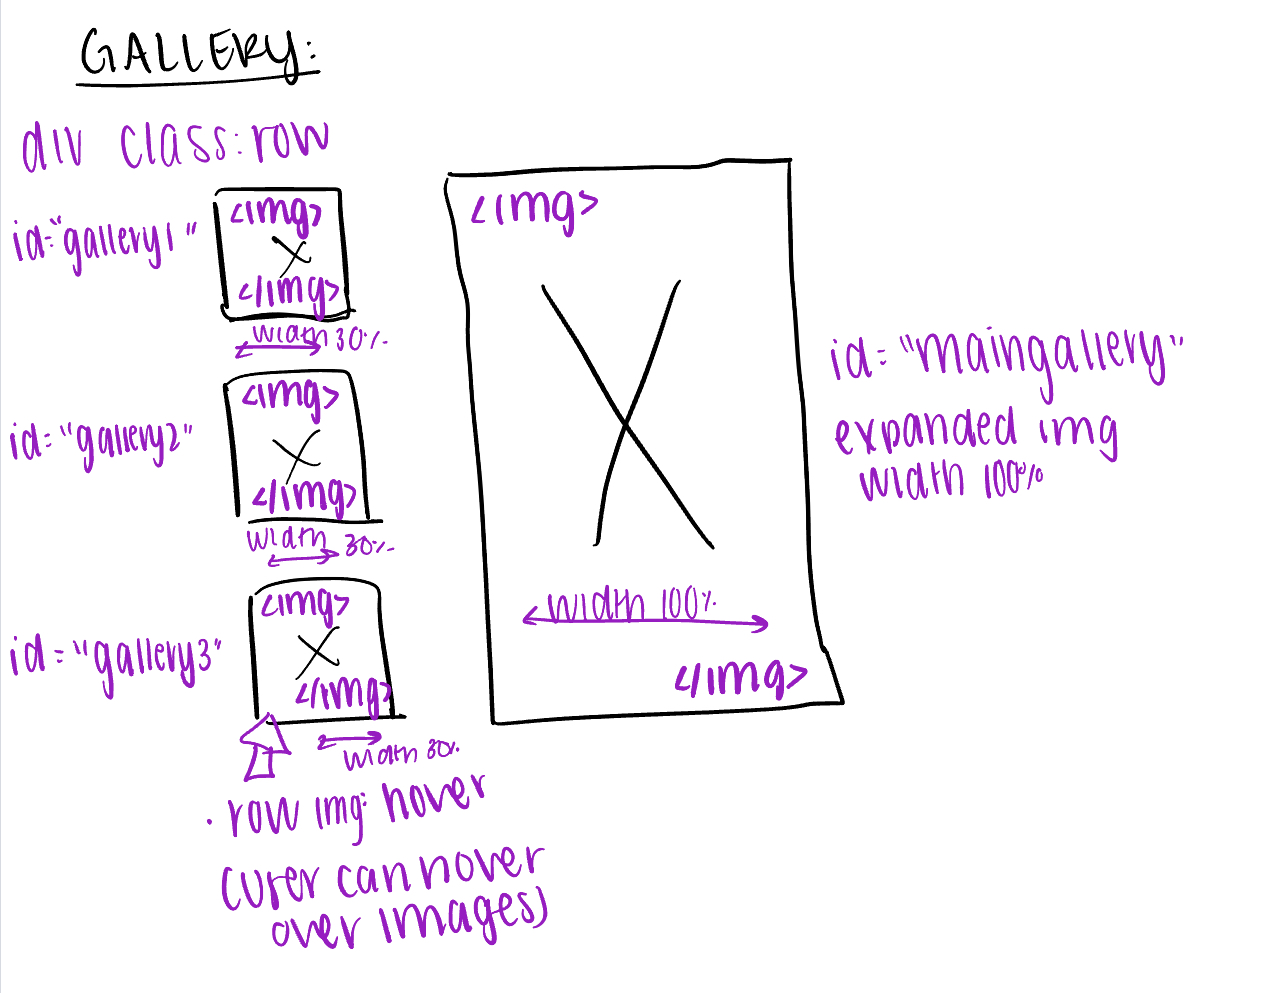 GALLERY:
div class:row
id="gallery1"
<img>
</img>
width 30%
id="gallery2"
<img>
</img>
width 30%
id="gallery3"
<img>
</img>
width 30%
• row img: hover
(user can hover
over images)
<img>
width 100%
</img>
id="maingallery"
expanded img
width 100%